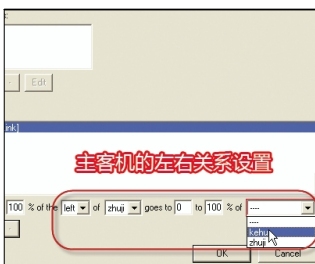 Edit
ink]
主客机的左右关系设置
100 % of the left of zhuji goes to 0 to 100 % of ----
----
kehu
zhuji
OK Cancel